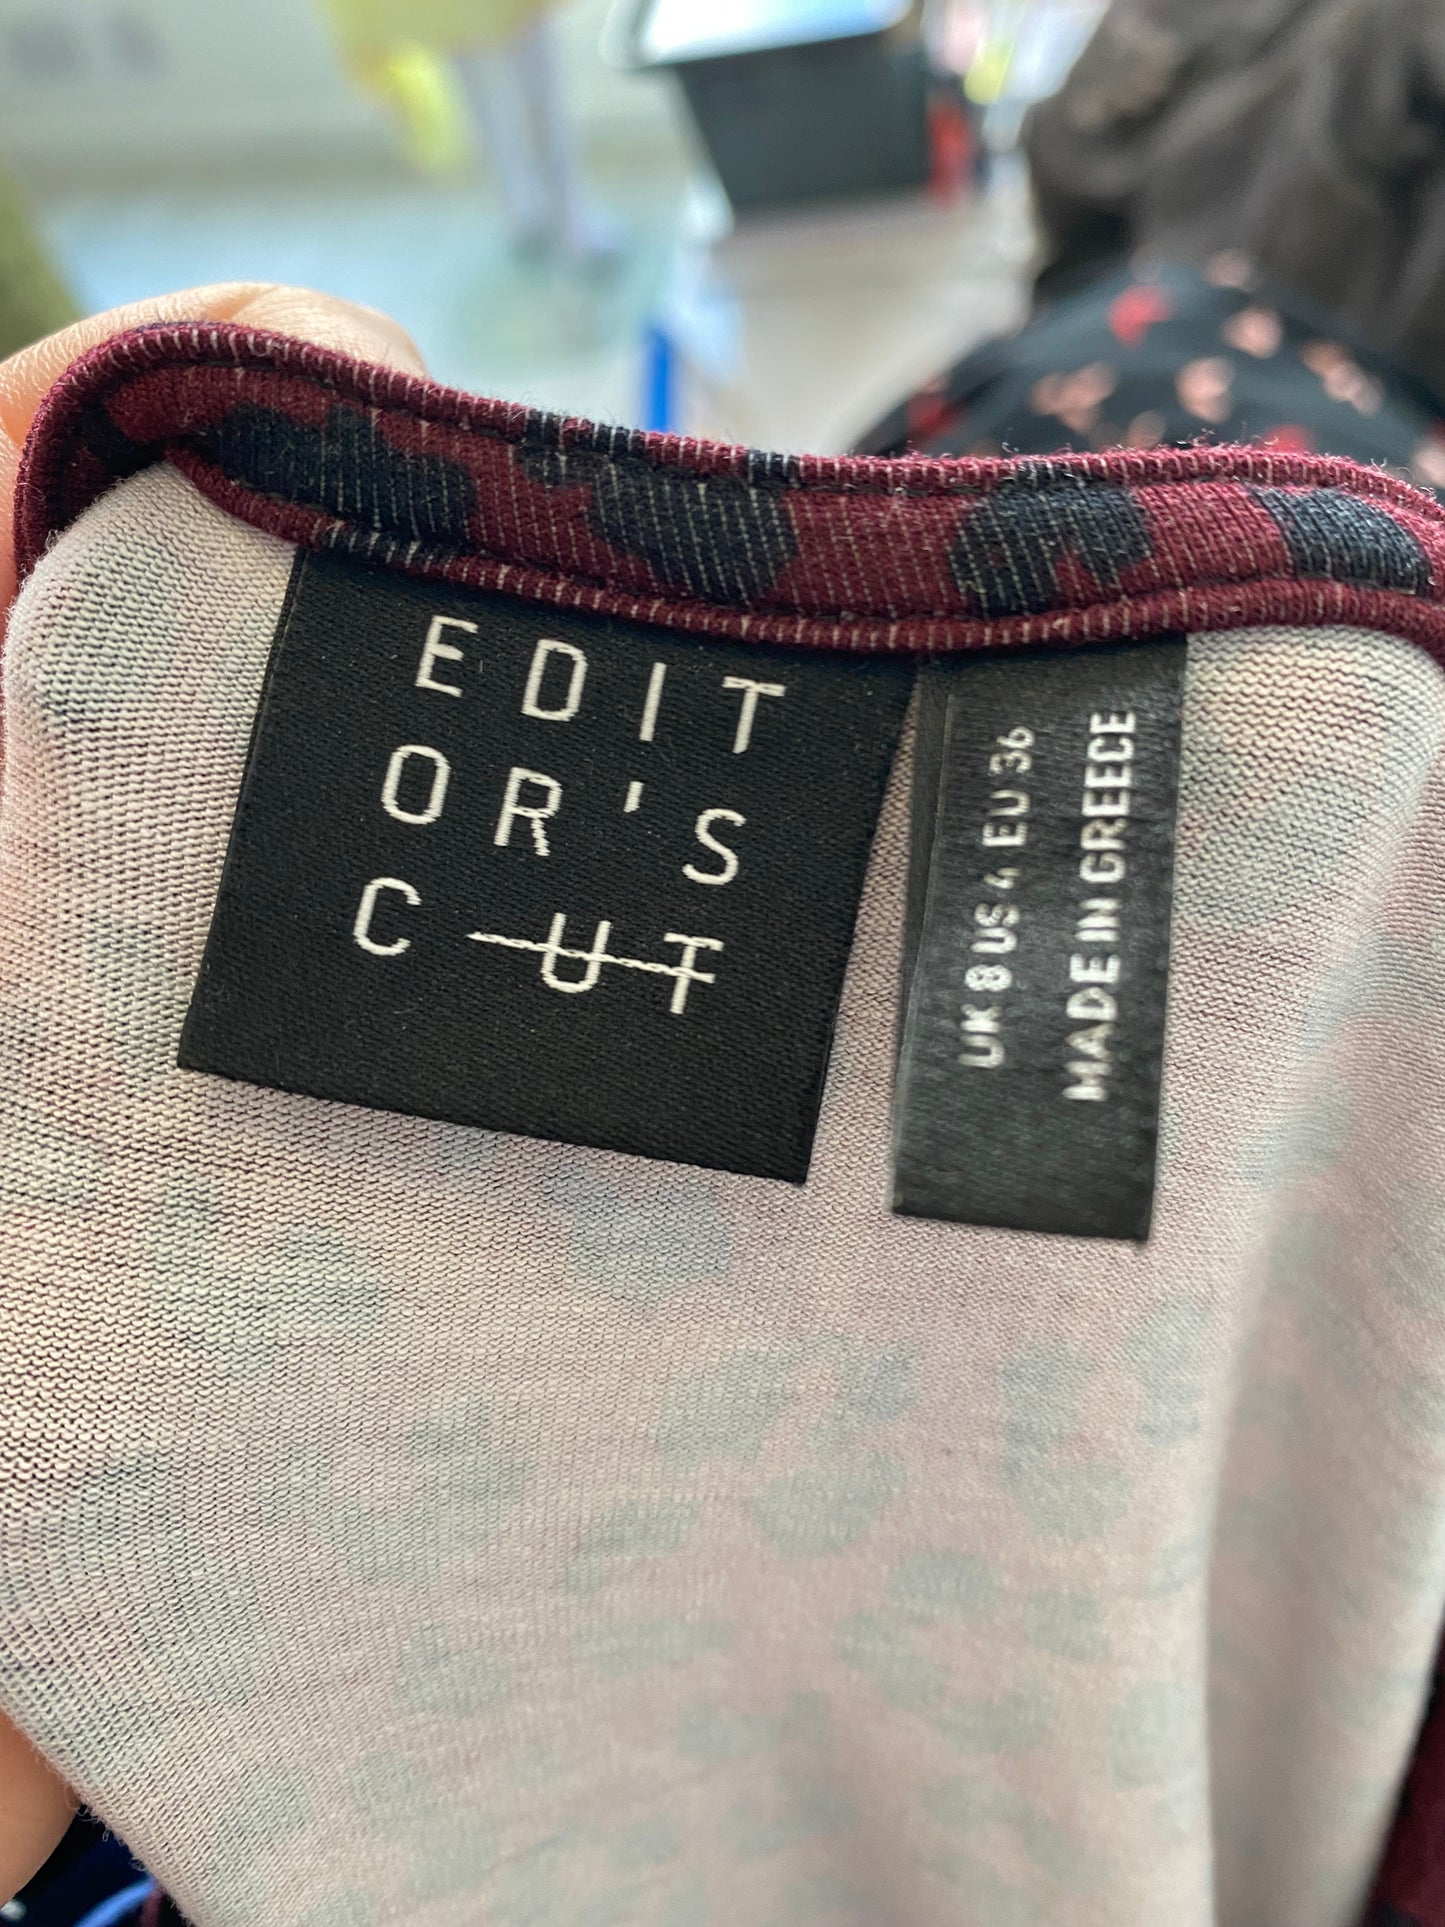 EDIT
OR'S
CUT
UK 8 US 4 EU 36
MADE IN GREECE